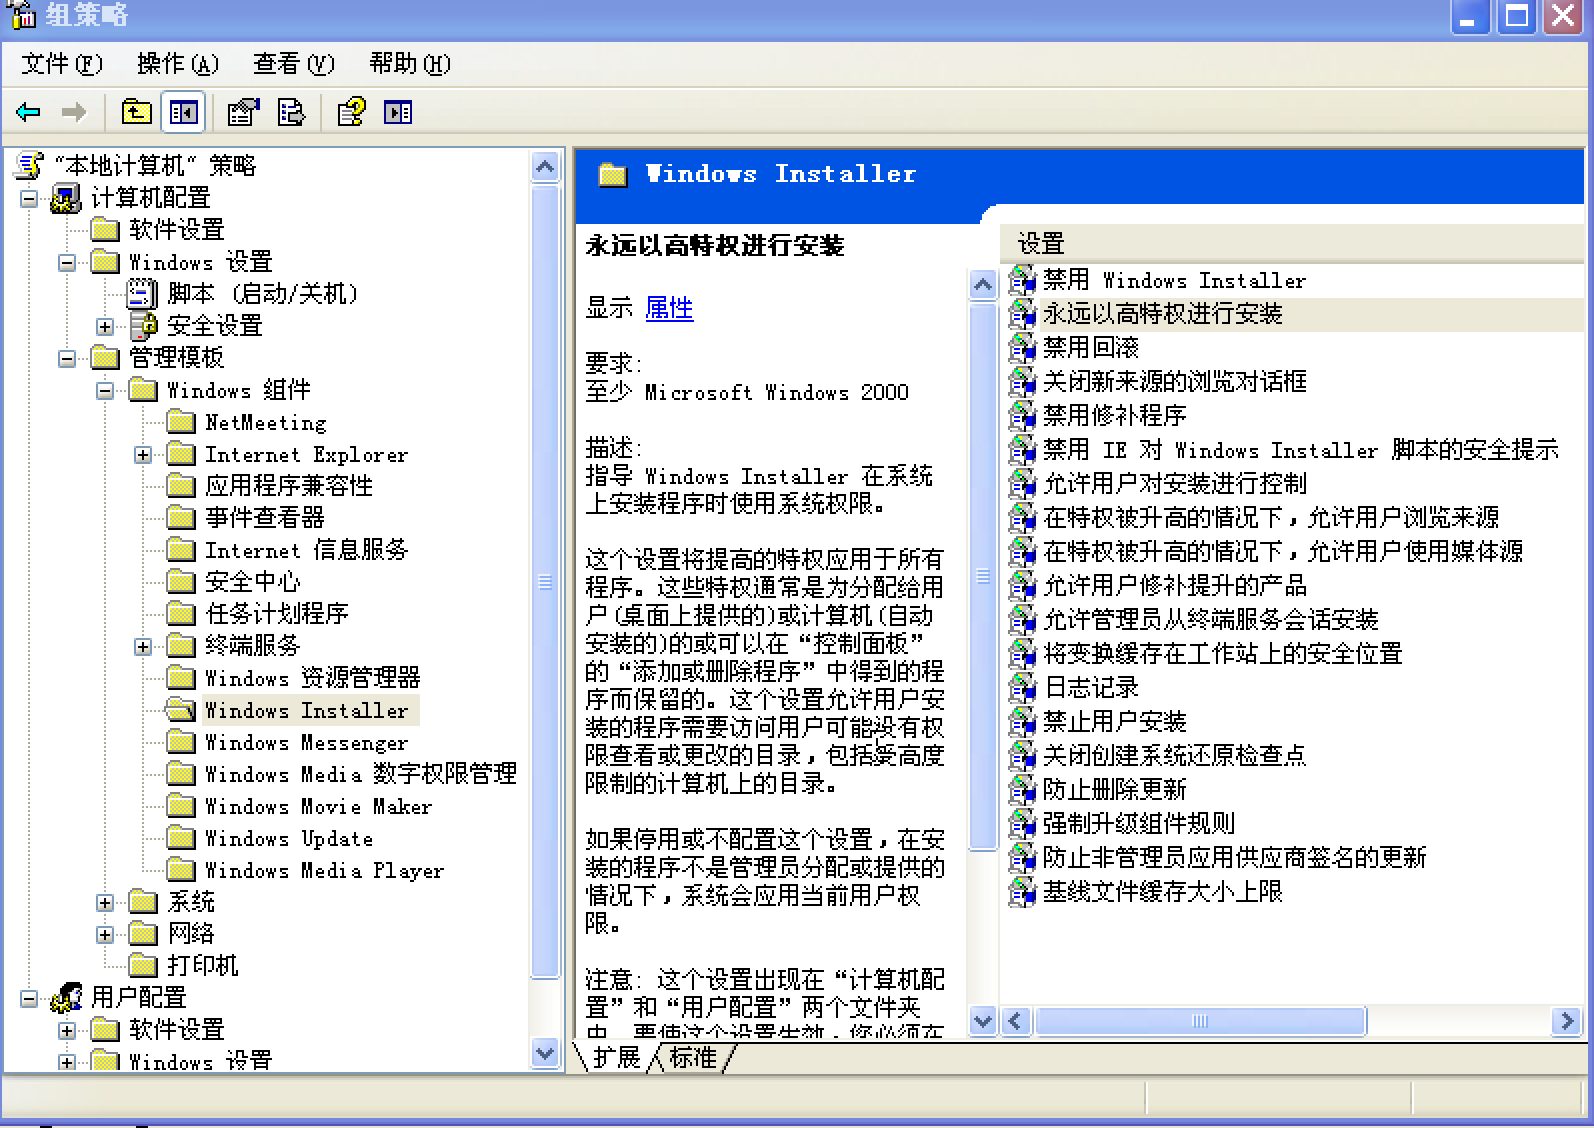 组策略
文件(F) 操作(A) 查看(V) 帮助(H)
“本地计算机“ 策略
计算机配置
软件设置
Windows 设置
脚本 (启动/关机)
安全设置
管理模板
Windows 组件
NetMeeting
Internet Explorer
应用程序兼容性
事件查看器
Internet 信息服务
安全中心
任务计划程序
终端服务
Windows 资源管理器
Windows Installer
Windows Messenger
Windows Media 数字权限管理
Windows Movie Maker
Windows Update
Windows Media Player
系统
网络
打印机
用户配置
软件设置
Windows 设置
Windows Installer
永远以高特权进行安装
显示 属性
要求:
至少 Microsoft Windows 2000
描述:
指导 Windows Installer 在系统
上安装程序时使用系统权限。
这个设置将提高的特权应用于所有
程序。这些特权通常是为分配给用
户(桌面上提供的)或计算机(自动
安装的)的或可以在“控制面板”
的“添加或删除程序”中得到的程
序而保留的。这个设置允许用户安
装的程序需要访问用户可能没有权
限查看或更改的目录，包括受高度
限制的计算机上的目录。
如果停用或不配置这个设置，在安
装的程序不是管理员分配或提供的
情况下，系统会应用当前用户权
限。
注意: 这个设置出现在“计算机配
置”和“用户配置”两个文件夹
中。要使这个设置生效，您必须在
设置
禁用 Windows Installer
永远以高特权进行安装
禁用回滚
关闭新来源的浏览对话框
禁用修补程序
禁用 IE 对 Windows Installer 脚本的安全提示
允许用户对安装进行控制
在特权被升高的情况下，允许用户浏览来源
在特权被升高的情况下，允许用户使用媒体源
允许用户修补提升的产品
允许管理员从终端服务会话安装
将变换缓存在工作站上的安全位置
日志记录
禁止用户安装
关闭创建系统还原检查点
防止删除更新
强制升级组件规则
防止非管理员应用供应商签名的更新
基线文件缓存大小上限
扩展 标准